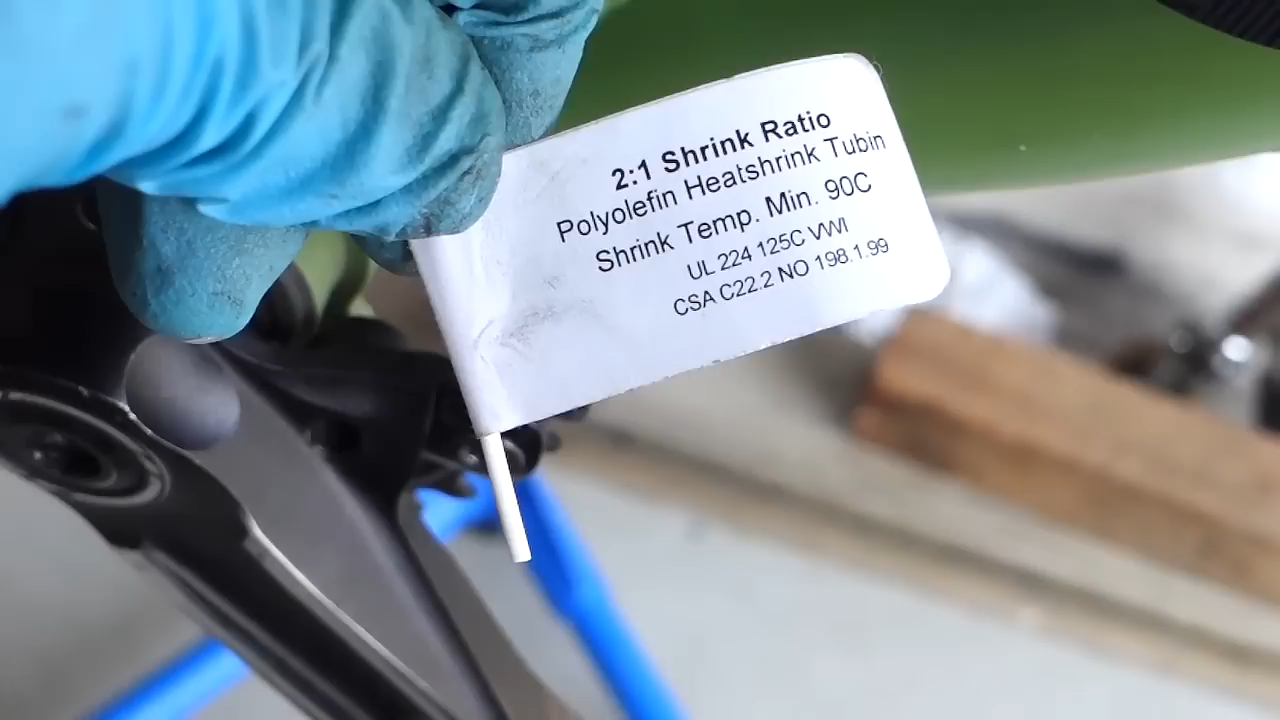 2:1 Shrink Ratio
Polyolefin Heatshrink Tubin
Shrink Temp. Min. 90C
UL 224 125C VWI
CSA C22.2 NO 198.1.99